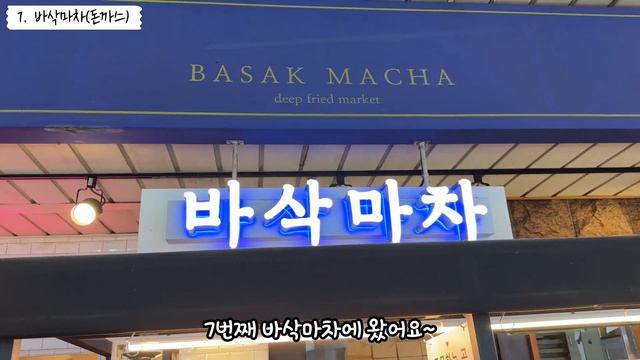 7. 바삭마차(돈까스)
BASAK MACHA
deep fried market
바삭마차
7번째 바삭마차에 왔어요~